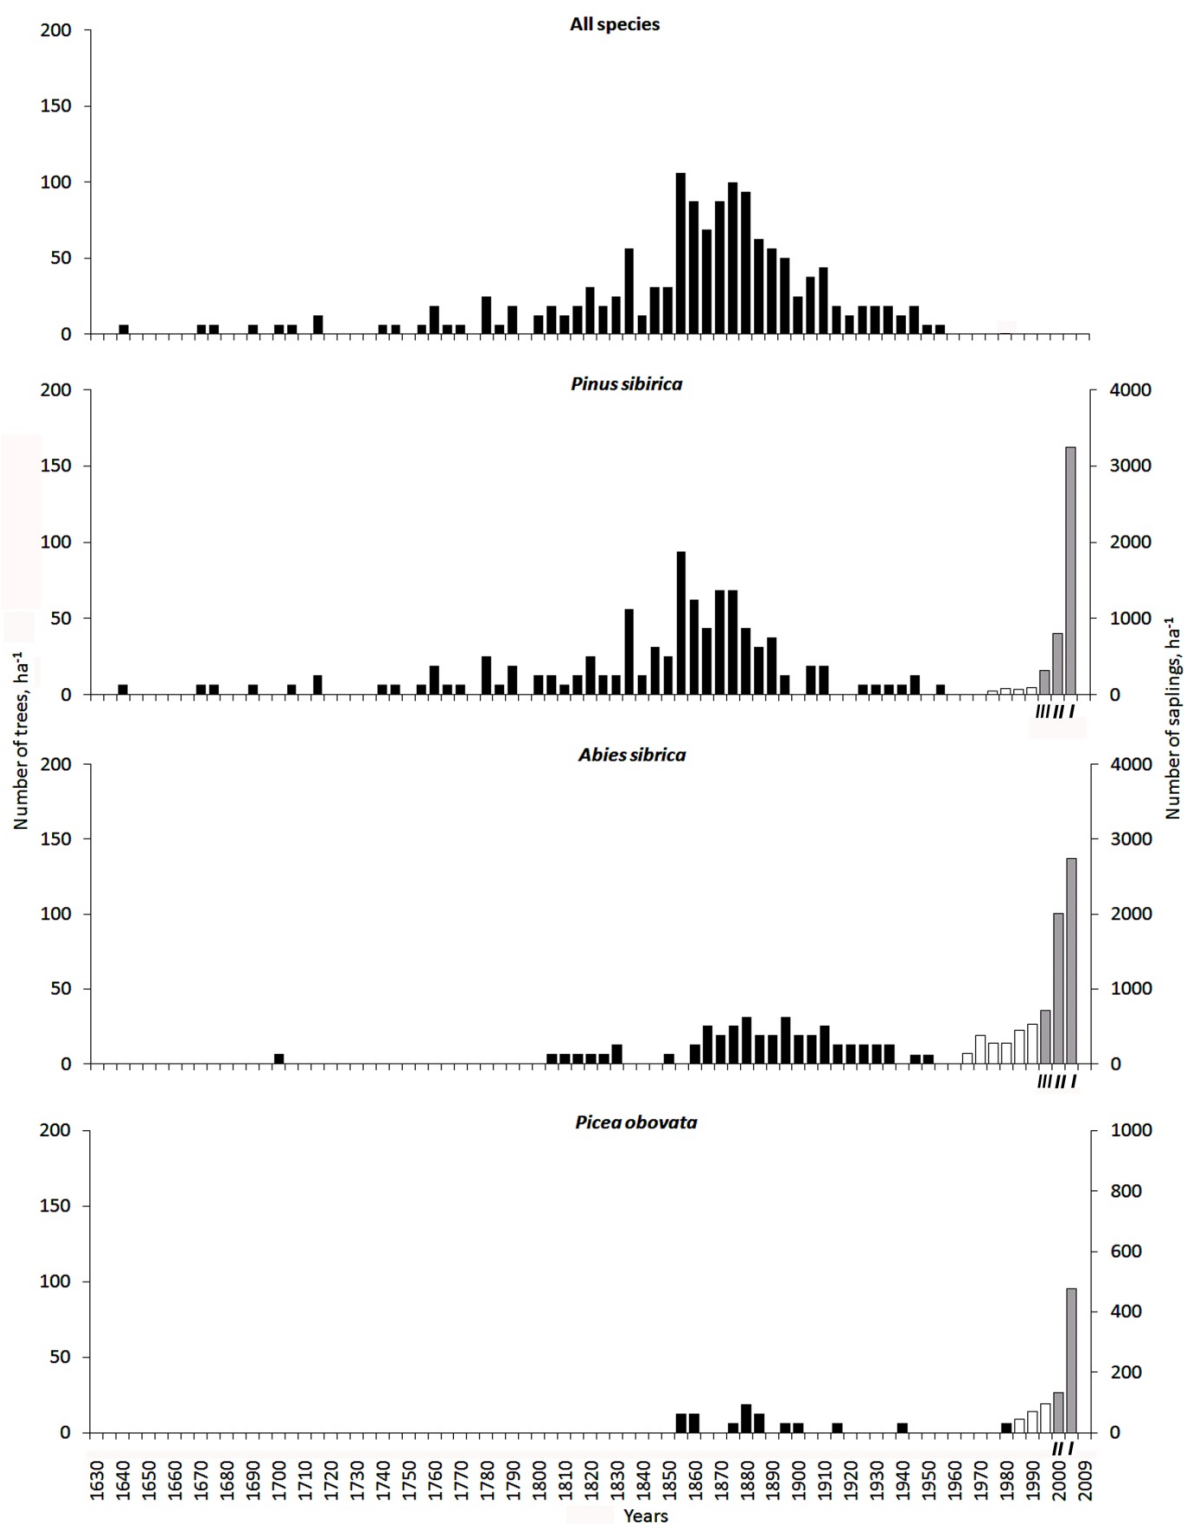 All species
200
150
100
50
0
Pinus sibirica
200 4000
150 3000
100 2000
50 1000
0 0
III II I
Number of trees, ha-1
Number of saplings, ha-1
Abies sibrica
200 4000
150 3000
100 2000
50 1000
0 0
III II I
Picea obovata
200 1000
150 800
100 600
50 400
0 200
0
II I
1630 1640 1650 1660 1670 1680 1690 1700 1710 1720 1730 1740 1750 1760 1770 1780 1790 1800 1810 1820 1830 1840 1850 1860 1870 1880 1890 1900 1910 1920 1930 1940 1950 1960 1970 1980 1990 2000 2009
Years